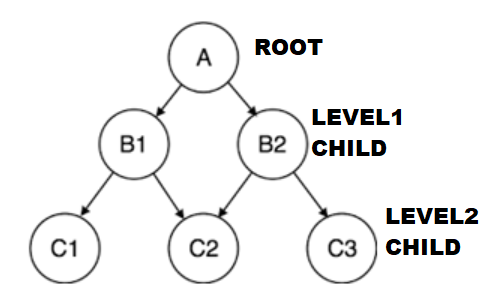 A ROOT
B1 B2 LEVEL1
CHILD
C1 C2 C3 LEVEL2
CHILD